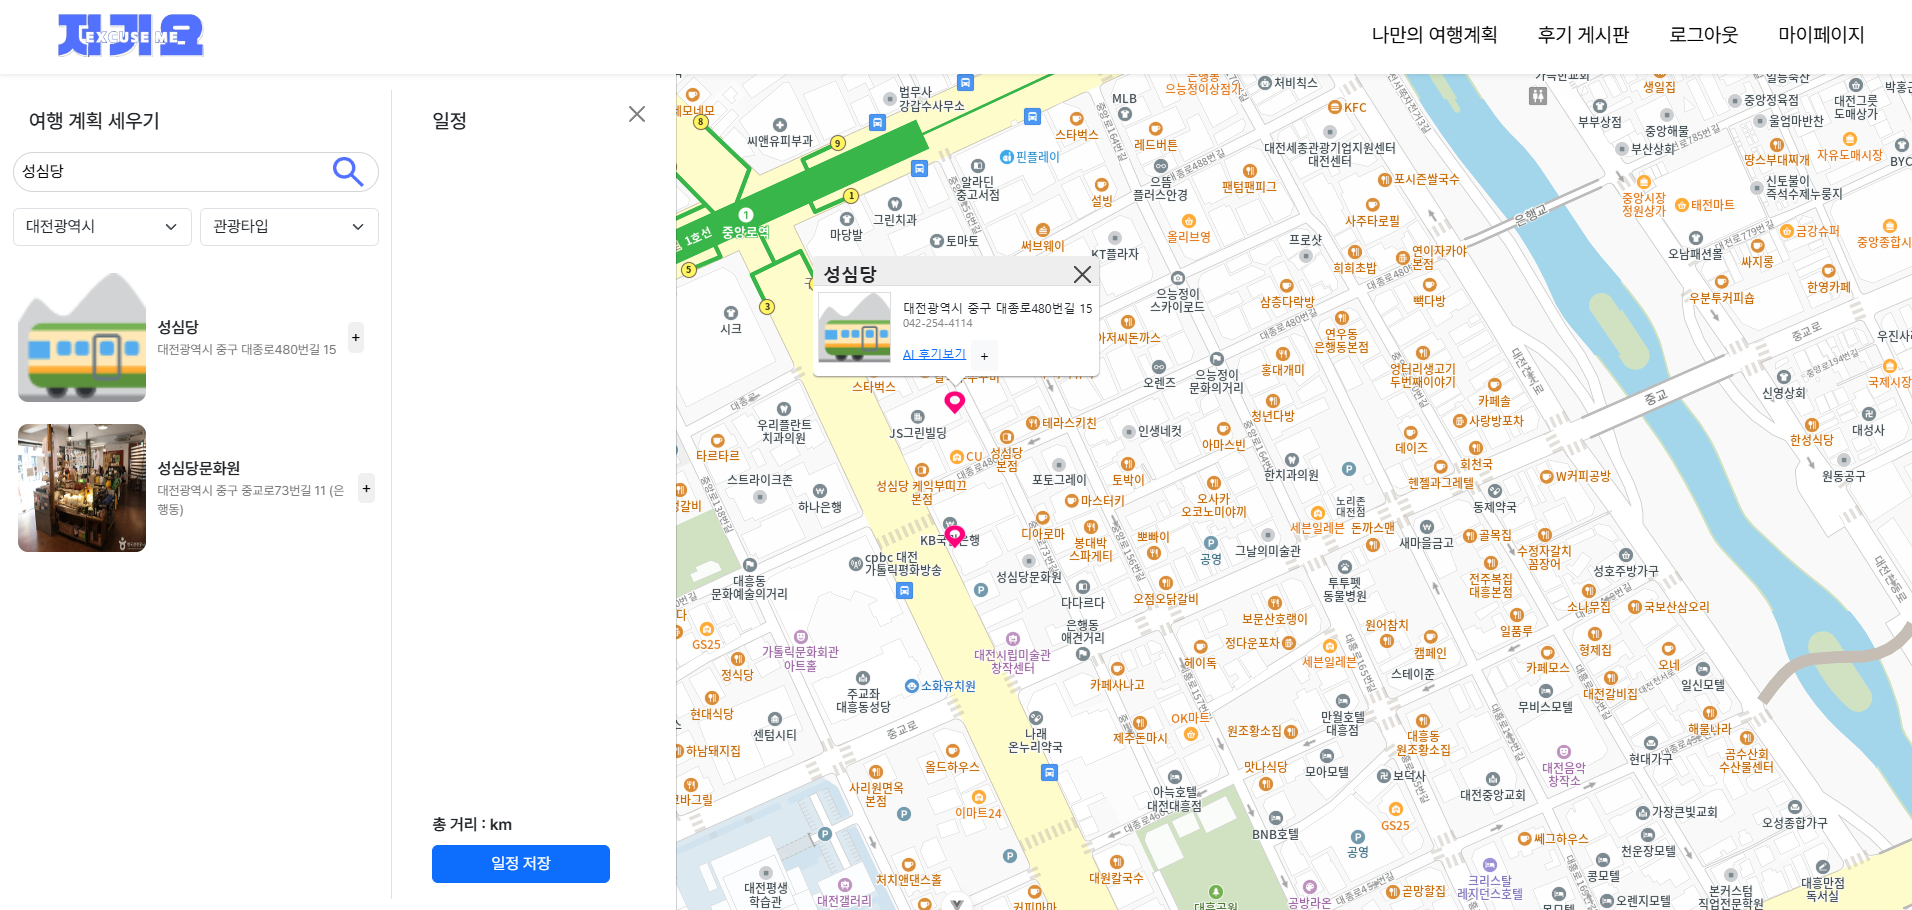 저기요
EXCUSE ME
나만의 여행계획
후기 게시판
로그아웃
마이페이지
여행 계획 세우기
성심당
대전광역시
관광타입
성심당
대전광역시 중구 대종로480번길 15
+
성심당문화원
대전광역시 중구 중교로73번길 11 (은
행동)
+
일정
총 거리 : km
일정 저장
성심당
대전광역시 중구 대종로480번길 15
042-254-4114
AI 후기보기
+
법무사
강갑수사무소
씨앤유피부과
8
9
1
5
3
1
중앙로역
1호선
핀플레이
알라딘
중고서점
그린치과
마당발
토마토
시크
MLB
스타벅스
레드버튼
으뜸
플러스안경
설빙
써브웨이
KT플라자
올리브영
으능정이
스카이로드
은행동
으능정이상점가
처비칙스
KFC
대전세종관광기업지원센터
대전센터
팬텀팬피그
포시즌쌀국수
사주타로필
프로샷
희희초밥
연이자카야
본점
삼층다락방
빽다방
연우동
은행동본점
홍대개미
으능정이
문화의거리
오렌즈
청년다방
아저씨돈까스
엉터리생고기
두번째이야기
카페솔
사랑방포차
데이즈
회천국
헨젤과그레텔
W커피공방
동제약국
부부상점
중앙해물
생일집
중앙정육점
울엄마반찬
부산상회
땅스부대찌개
대전그릇
도매상가
자유도매시장
BYC
신토불이
즉석수제누룽지
중앙시장
정원상가
태전마트
금강슈퍼
중앙종합시
오남패션몰
싸지롱
우분투커피숍
한영카페
은행교
중교
중교로
신영상회
국제시장
한성식당
대성사
원동공구
스타벅스
우리플란트
치과의원
JS그린빌딩
타르타르
스트라이크존
하나은행
CU
성심당
본점
성심당 케익부띠끄
본점
테라스키친
인생네컷
아마스빈
포토그레이
토박이
한치과의원
마스터키
오사카
오코노미야끼
디아로마
봉대박
스파게티
뽀빠이
공영
그날의미술관
노리존
대전점
세븐일레븐
돈까스맨
새마을금고
골목집
수정자갈치
꼼장어
전주복집
대흥본점
성호주방가구
소나무집
국보산삼오리
일품루
형제집
카페모스
오네
대전갈비집
일신모텔
무비스모텔
해물나라
곰수산회
수산물센터
현대가구
대전음악
창작소
대전중앙교회
가장큰빛교회
오성종합가구
cpbc 대전
가톨릭평화방송
대흥동
문화예술의거리
성심당문화원
다다르다
오점오닭갈비
은행동
애견거리
투투펫
동물병원
보문산호랭이
정다운포차
원어참치
세븐일레븐
캠페인
스테이준
헤이독
카페사나고
대전시립미술관
창작센터
가톨릭문화회관
아트홀
GS25
정식당
현대식당
소화유치원
주교좌
대흥동성당
센텀시티
중교로
하남돼지집
올드하우스
나래
온누리약국
제주돈마시
OK마트
원조황소집
만월호텔
대흥점
대흥동
원조황소집
모아모텔
맛나식당
보덕사
아늑호텔
대전대흥점
BNB호텔
GS25
공영
사리원면옥
본점
이마트24
쎄그하우스
천운장모텔
콩모텔
크리스탈
레지던스호텔
곧망할집
오렌지모텔
본커스텀
직업전문학원
대흥만점
독서실
대전평생
학습관
대전갤러리
처치앤댄스홀
대원칼국수
커피마마
대흥공원
공방라온